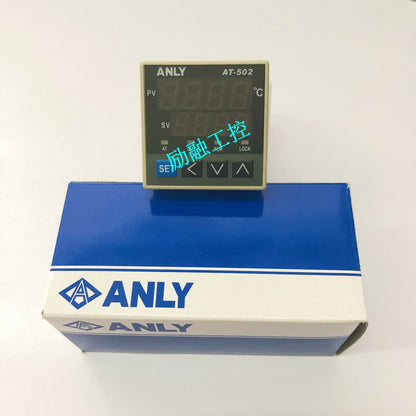 ANLY AT-502
PV °C
SV
AT LOCK
励融工控
SET
ANLY
ANLY